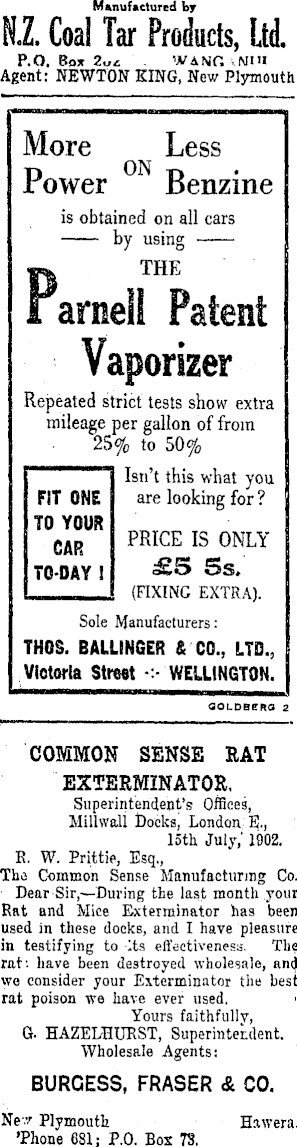 Manufactured by
N.Z. Coal Tar Products, Ltd.
P.O. Box
Agent: NEWTON KING, New Plymouth
More Less
Power ON Benzine
is obtained on all cars
—— by using ——
THE
Parnell Patent
Vaporizer
Repeated strict tests show extra
mileage per gallon of from
25% to 50%
FIT ONE
TO YOUR
CAR
TO-DAY !
Isn't this what you
are looking for?
PRICE IS ONLY
£5 5s.
(FIXING EXTRA).
Sole Manufacturers:
THOS. BALLINGER & CO., LTD.,
Victoria Street -:- WELLINGTON.
GOLDBERG 2
COMMON SENSE RAT
EXTERMINATOR.
Superintendent's Offices,
Millwall Docks, London, E.,
15th July, 1902.
R. W. Prittie, Esq.,
The Common Sense Manufacturing Co.
Dear Sir,—During the last month your
Rat and Mice Exterminator has been
used in these docks, and I have pleasure
in testifying to its effectiveness. The
rats have been destroyed wholesale, and
we consider your Exterminator the best
rat poison we have ever used.
Yours faithfully,
G. HAZELHURST, Superintendent.
Wholesale Agents:
BURGESS, FRASER & CO.
New Plymouth Hawera.
'Phone 681; P.O. Box 73.